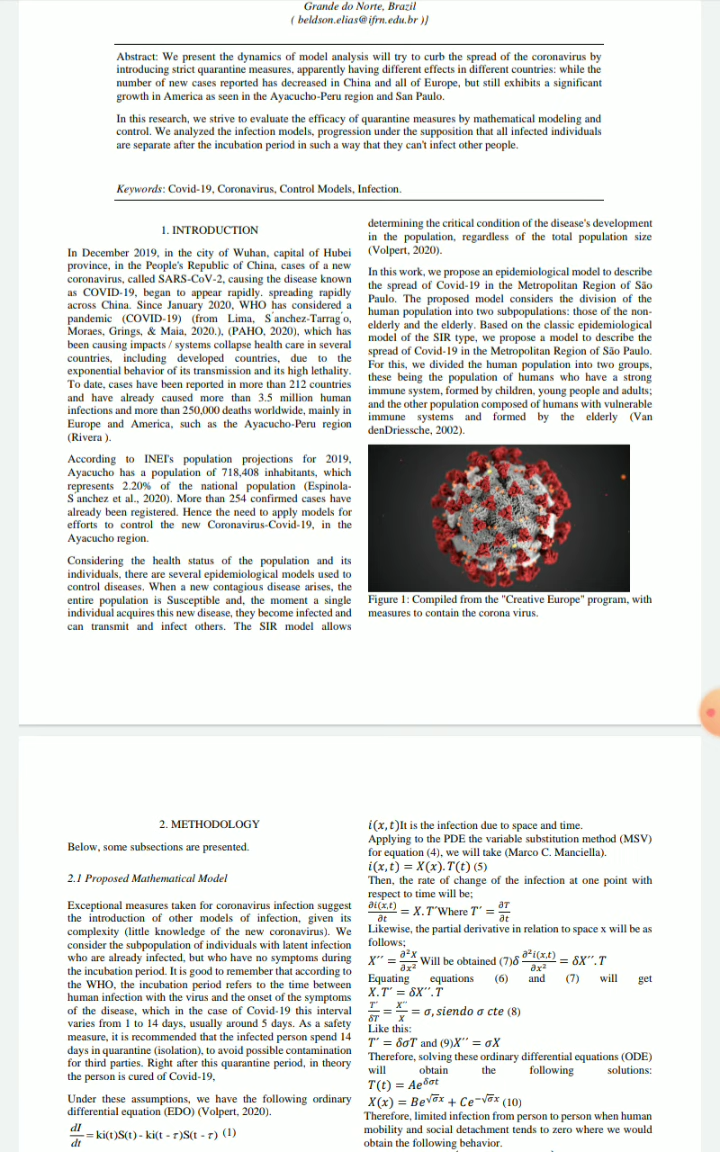 Grande do Norte, Brazil
( beldson.elias@ifrn.edu.br )]
Abstract: We present the dynamics of model analysis will try to curb the spread of the coronavirus by
introducing strict quarantine measures, apparently having different effects in different countries: while the
number of new cases reported has decreased in China and all of Europe, but still exhibits a significant
growth in America as seen in the Ayacucho-Peru region and San Paulo.
In this research, we strive to evaluate the efficacy of quarantine measures by mathematical modeling and
control. We analyzed the infection models, progression under the supposition that all infected individuals
are separate after the incubation period in such a way that they can't infect other people.
Keywords: Covid-19, Coronavirus, Control Models, Infection.
1. INTRODUCTION
In December 2019, in the city of Wuhan, capital of Hubei
province, in the People's Republic of China, cases of a new
coronavirus, called SARS-CoV-2, causing the disease known
as COVID-19, began to appear rapidly. spreading rapidly
across China. Since January 2020, WHO has considered a
pandemic (COVID-19) (from Lima, S´anchez-Tarrag´o,
Moraes, Grings, & Maia, 2020.), (PAHO, 2020), which has
been causing impacts / systems collapse health care in several
countries, including developed countries, due to the
exponential behavior of its transmission and its high lethality.
To date, cases have been reported in more than 212 countries
and have already caused more than 3.5 million human
infections and more than 250,000 deaths worldwide, mainly in
Europe and America, such as the Ayacucho-Peru region
(Rivera ).
According to INEI's population projections for 2019,
Ayacucho has a population of 718,408 inhabitants, which
represents 2.20% of the national population (Espinola-
S´anchez et al., 2020). More than 254 confirmed cases have
already been registered. Hence the need to apply models for
efforts to control the new Coronavirus-Covid-19, in the
Ayacucho region.
Considering the health status of the population and its
individuals, there are several epidemiological models used to
control diseases. When a new contagious disease arises, the
entire population is Susceptible and, the moment a single
individual acquires this new disease, they become infected and
can transmit and infect others. The SIR model allows
determining the critical condition of the disease's development
in the population, regardless of the total population size
(Volpert, 2020).
In this work, we propose an epidemiological model to describe
the spread of Covid-19 in the Metropolitan Region of São
Paulo. The proposed model considers the division of the
human population into two subpopulations: those of the non-
elderly and the elderly. Based on the classic epidemiological
model of the SIR type, we propose a model to describe the
spread of Covid-19 in the Metropolitan Region of São Paulo.
For this, we divided the human population into two groups,
these being the population of humans who have a strong
immune system, formed by children, young people and adults;
and the other population composed of humans with vulnerable
immune systems and formed by the elderly (Van
denDriessche, 2002).
Figure 1: Compiled from the "Creative Europe" program, with
measures to contain the corona virus.
2. METHODOLOGY
Below, some subsections are presented.
2.1 Proposed Mathematical Model
Exceptional measures taken for coronavirus infection suggest
the introduction of other models of infection, given its
complexity (little knowledge of the new coronavirus). We
consider the subpopulation of individuals with latent infection
who are already infected, but who have no symptoms during
the incubation period. It is good to remember that according to
the WHO, the incubation period refers to the time between
human infection with the virus and the onset of the symptoms
of the disease, which in the case of Covid-19 this interval
varies from 1 to 14 days, usually around 5 days. As a safety
measure, it is recommended that the infected person spend 14
days in quarantine (isolation), to avoid possible contamination
for third parties. Right after this quarantine period, in theory
the person is cured of Covid-19,
Under these assumptions, we have the following ordinary
differential equation (EDO) (Volpert, 2020).
dI/dt = ki(t)S(t) - ki(t - τ)S(t - τ) (1)
i(x,t)It is the infection due to space and time.
Applying to the PDE the variable substitution method (MSV)
for equation (4), we will take (Marco C. Manciella).
i(x,t) = X(x).T(t) (5)
Then, the rate of change of the infection at one point with
respect to time will be;
∂i(x,t)/∂t = X.T´Where T´ = ∂T/∂t
Likewise, the partial derivative in relation to space x will be as
follows;
X´´ = ∂²X/∂x² Will be obtained (7)δ ∂²i(x,t)/∂x² = δX´´.T
Equating equations (6) and (7) will get
X.T´ = δX´´.T
T´/δT = X´´/X = σ, siendo σ cte (8)
Like this:
T´ = δσT and (9)X´´ = σX
Therefore, solving these ordinary differential equations (ODE)
will obtain the following solutions:
T(t) = Ae^δσt
X(x) = Be^√σx + Ce^−√σx (10)
Therefore, limited infection from person to person when human
mobility and social detachment tends to zero where we would
obtain the following behavior.